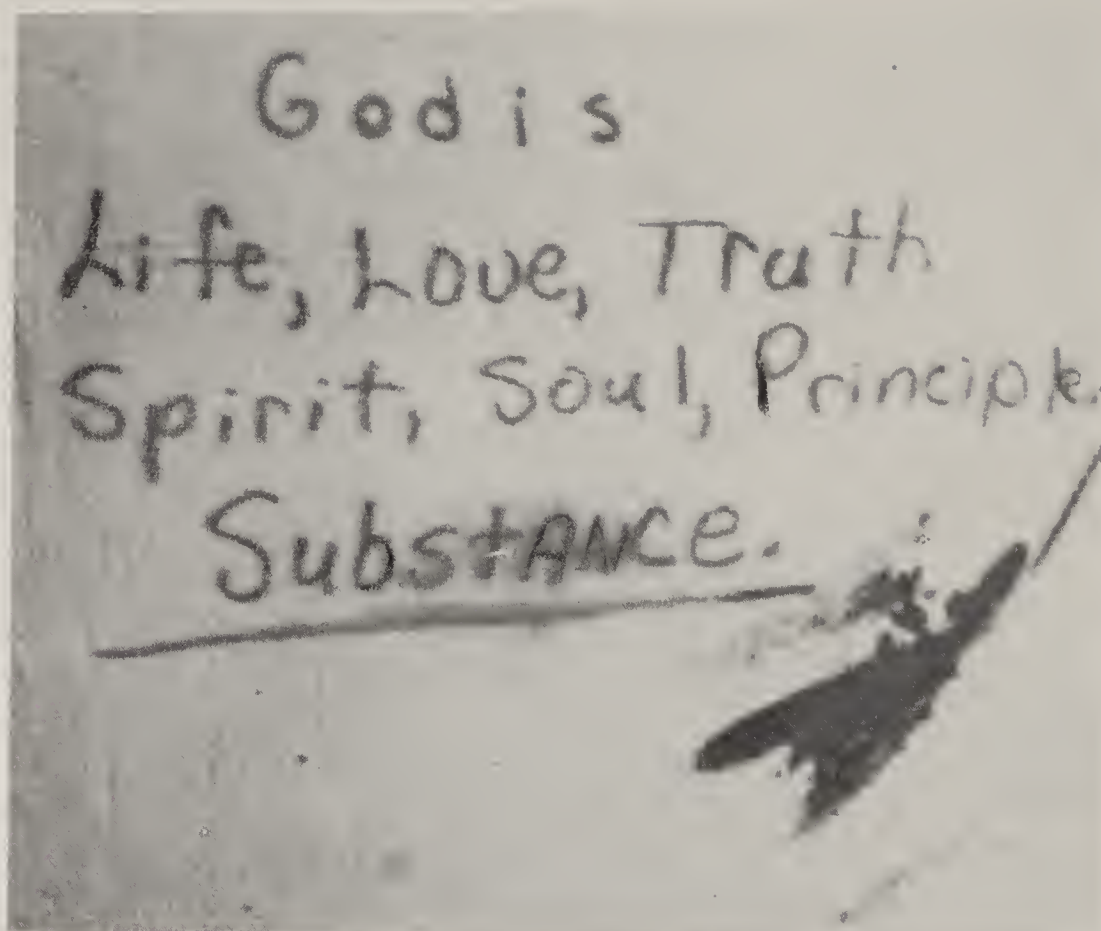 God is
Life, Love, Truth
Spirit, Soul, Principle.
Substance.